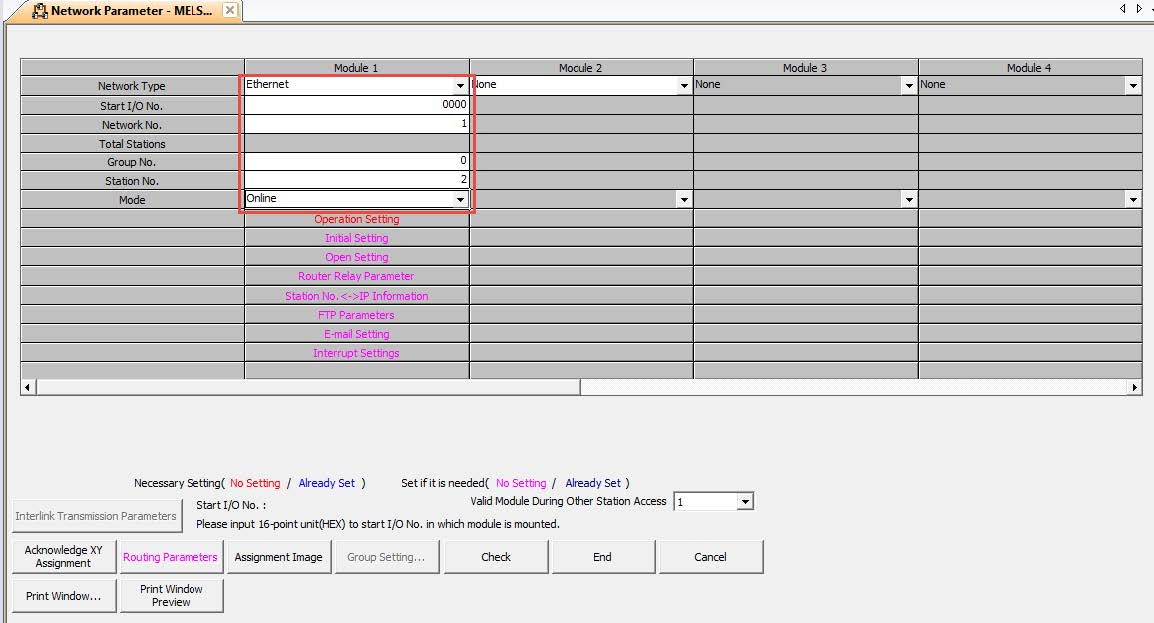 Network Parameter - MELS...
Module 1 Module 2 Module 3 Module 4
Network Type Ethernet None None None
Start I/O No. 0000
Network No. 1
Total Stations
Group No. 0
Station No. 2
Mode Online
Operation Setting
Initial Setting
Open Setting
Router Relay Parameter
Station No.<->IP Information
FTP Parameters
E-mail Setting
Interrupt Settings
Necessary Setting( No Setting / Already Set ) Set if it is needed( No Setting / Already Set )
Interlink Transmission Parameters
Start I/O No. :
Valid Module During Other Station Access 1
Please input 16-point unit(HEX) to start I/O No. in which module is mounted.
Acknowledge XY
Assignment
Routing Parameters Assignment Image Group Setting... Check End Cancel
Print Window...
Print Window
Preview